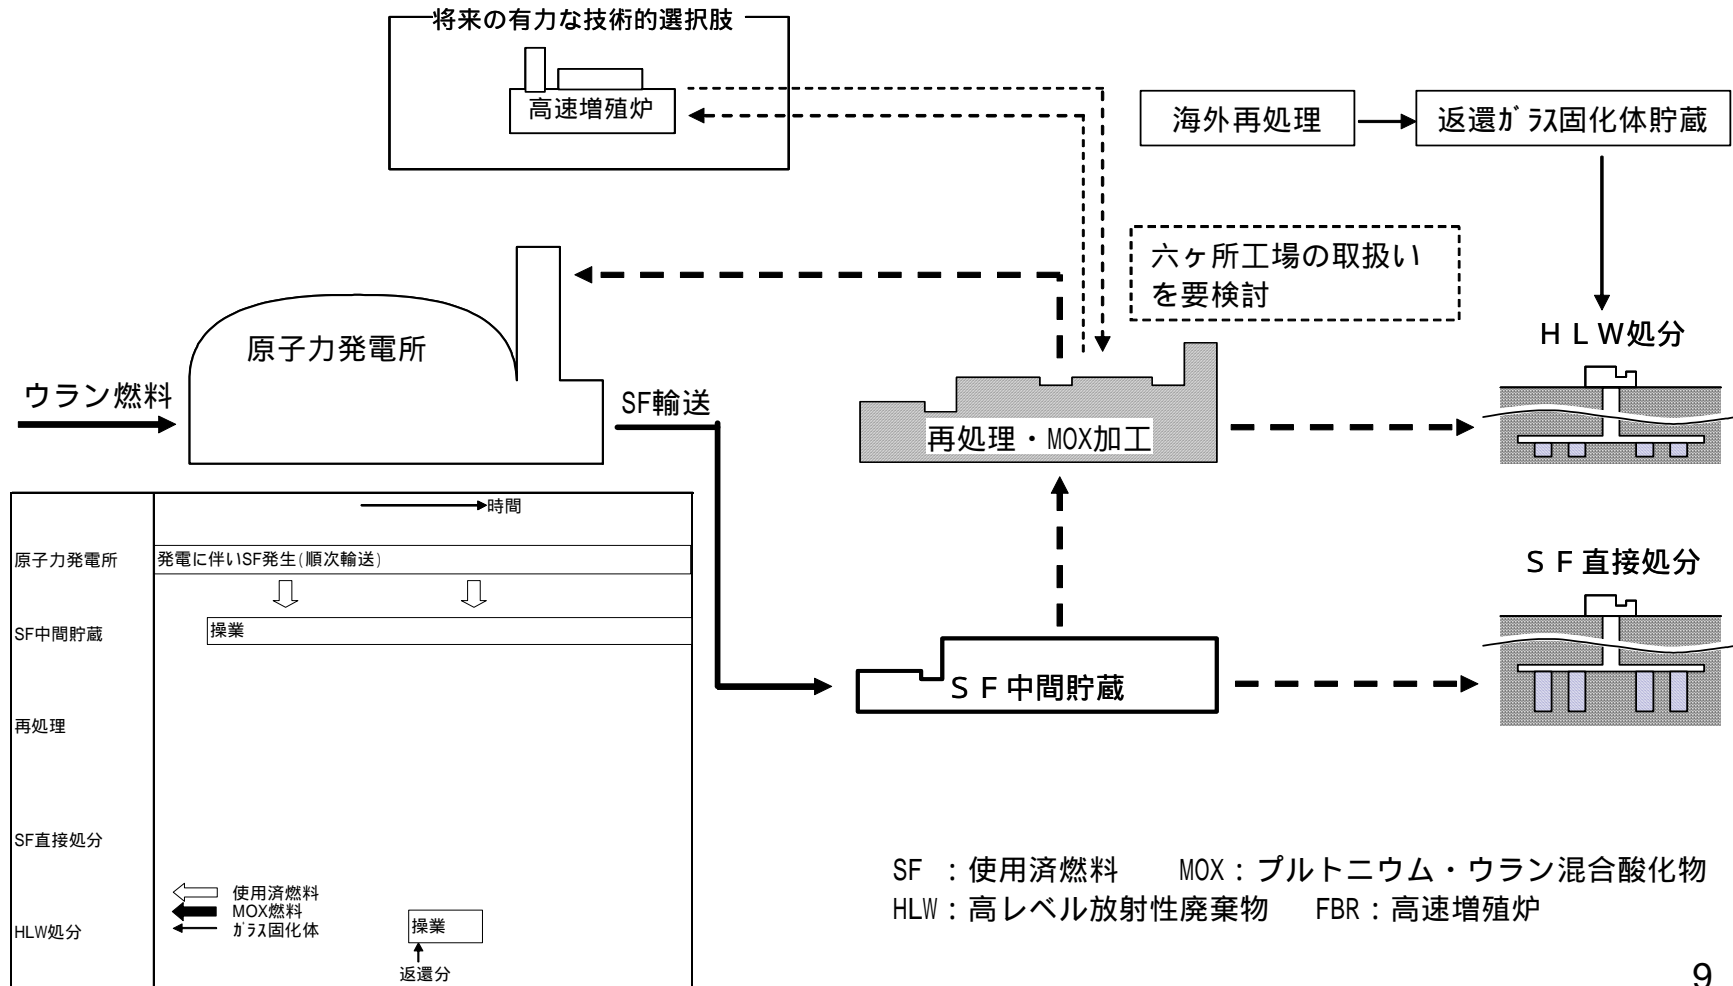 将来の有力な技術的選択肢
高速増殖炉
海外再処理
返還ガラス固化体貯蔵
六ヶ所工場の取扱い
を要検討
HLW処分
原子力発電所
ウラン燃料
SF輸送
再処理・MOX加工
SF中間貯蔵
SF直接処分
時間
原子力発電所
発電に伴いSF発生(順次輸送)
SF中間貯蔵
操業
再処理
SF直接処分
使用済燃料
MOX燃料
ガラス固化体
HLW処分
操業
返還分
SF:使用済燃料 MOX:プルトニウム・ウラン混合酸化物
HLW:高レベル放射性廃棄物 FBR:高速増殖炉
9